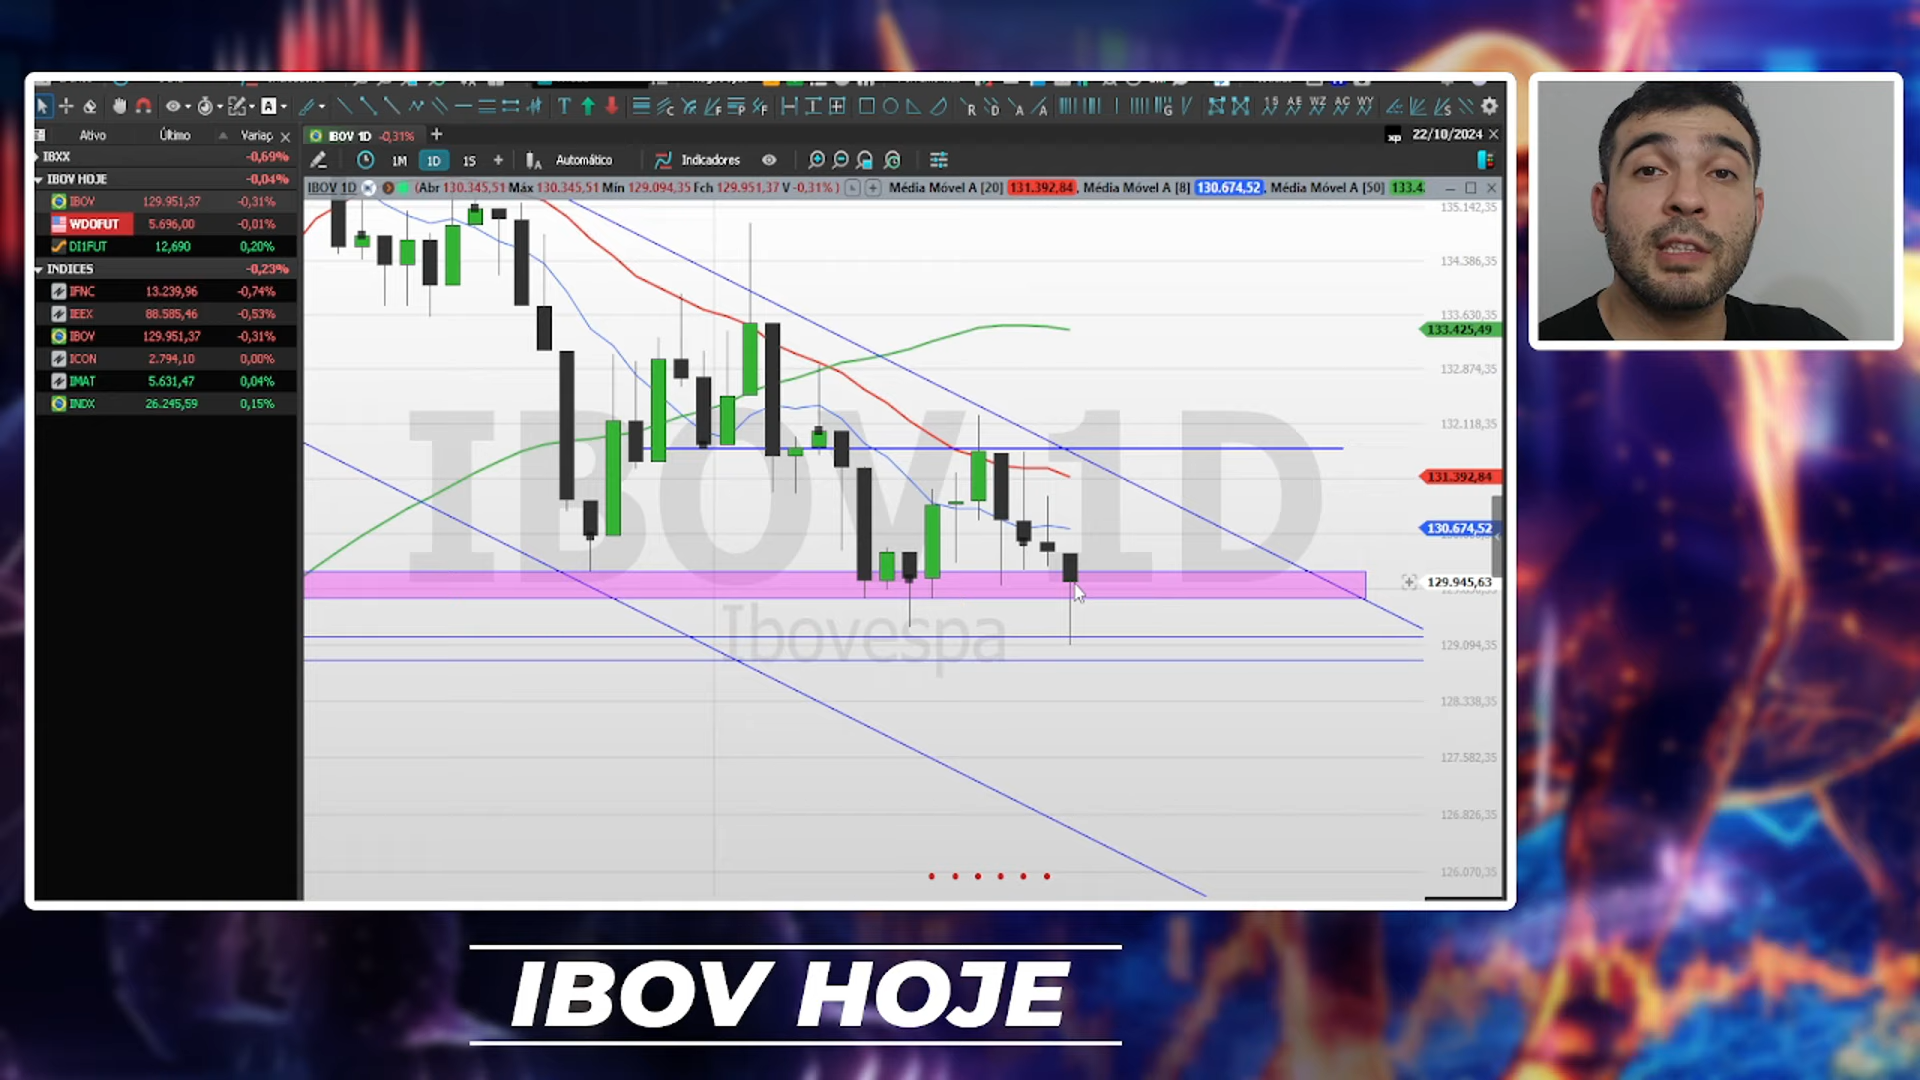 Ativo Último Variaç
IBOV 1D -0,31%
xp 22/10/2024
IBXX -0,69%
1M 1D 1S Automático Indicadores
IBOV HOJE -0,04%
IBOV 1D (Abr 130.345,51 Máx 130.345,51 Mín 129.094,35 Fch 129.951,37 V -0,31% ) Média Móvel A [20] 131.392,84, Média Móvel A [8] 130.674,52, Média Móvel A [50] 133.4
IBOV 129.951,37 -0,31%
WDOFUT 5.696,00 -0,01%
DI1FUT 12,690 0,20%
INDICES -0,23%
IFNC 13.239,96 -0,74%
IEEX 88.585,46 -0,53%
IBOV 129.951,37 -0,31%
ICON 2.794,10 0,00%
IMAT 5.631,47 0,04%
INDX 26.245,59 0,15%
135.142,35
134.386,35
133.630,35
133.425,49
132.874,35
132.118,35
131.392,84
130.674,52
129.945,63
129.094,35
128.338,35
127.582,35
126.826,35
126.070,35
IBOV 1D
Ibovespa
IBOV HOJE